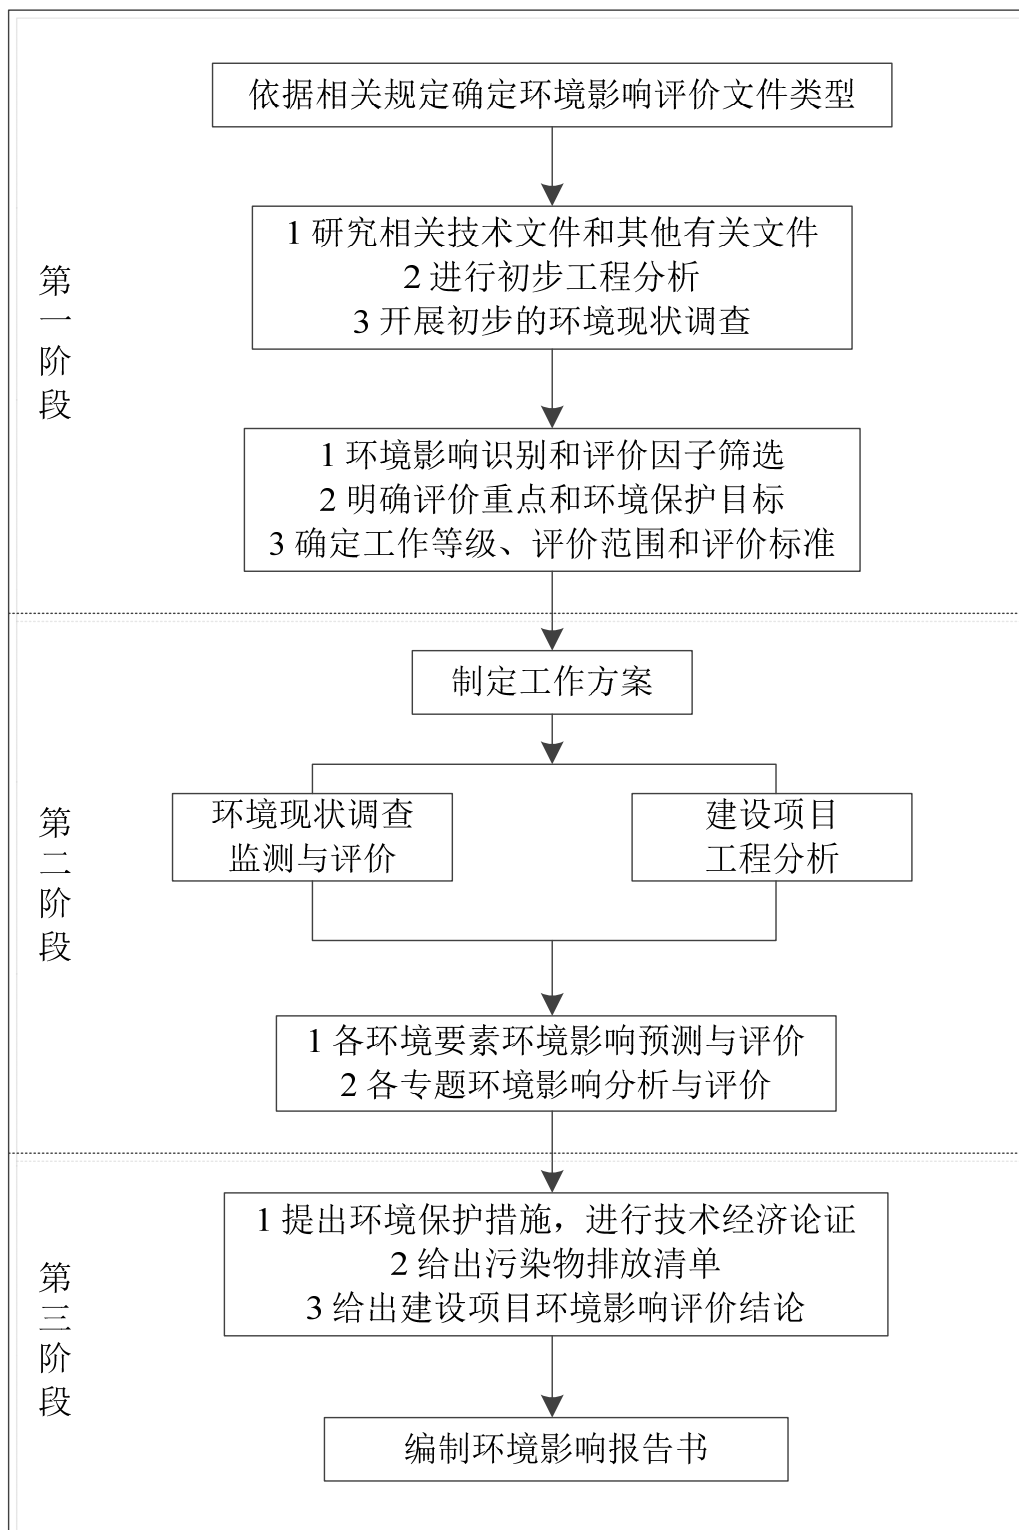 依据相关规定确定环境影响评价文件类型
第一阶段
1 研究相关技术文件和其他有关文件
2 进行初步工程分析
3 开展初步的环境现状调查
1 环境影响识别和评价因子筛选
2 明确评价重点和环境保护目标
3 确定工作等级、评价范围和评价标准
制定工作方案
第二阶段
环境现状调查
监测与评价
建设项目
工程分析
1 各环境要素环境影响预测与评价
2 各专题环境影响分析与评价
第三阶段
1 提出环境保护措施，进行技术经济论证
2 给出污染物排放清单
3 给出建设项目环境影响评价结论
编制环境影响报告书